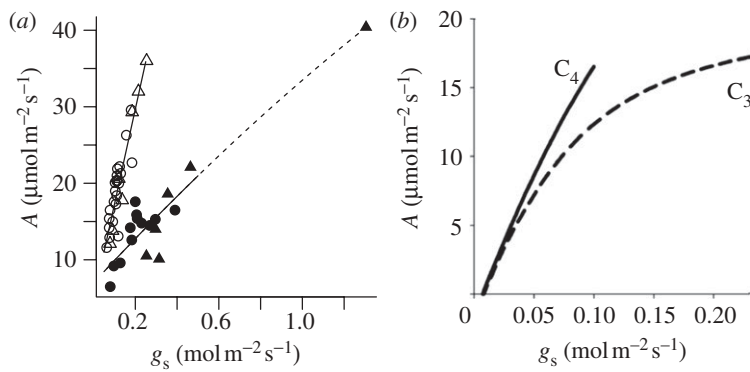 (a)
40
30
20
10
A (µmol m⁻² s⁻¹)
0.2
0.6
1.0
gₛ (mol m⁻² s⁻¹)
(b)
20
15
10
5
0
A (µmol m⁻² s⁻¹)
C₄
C₃
0.05
0.10
0.15
0.20
gₛ (mol m⁻² s⁻¹)